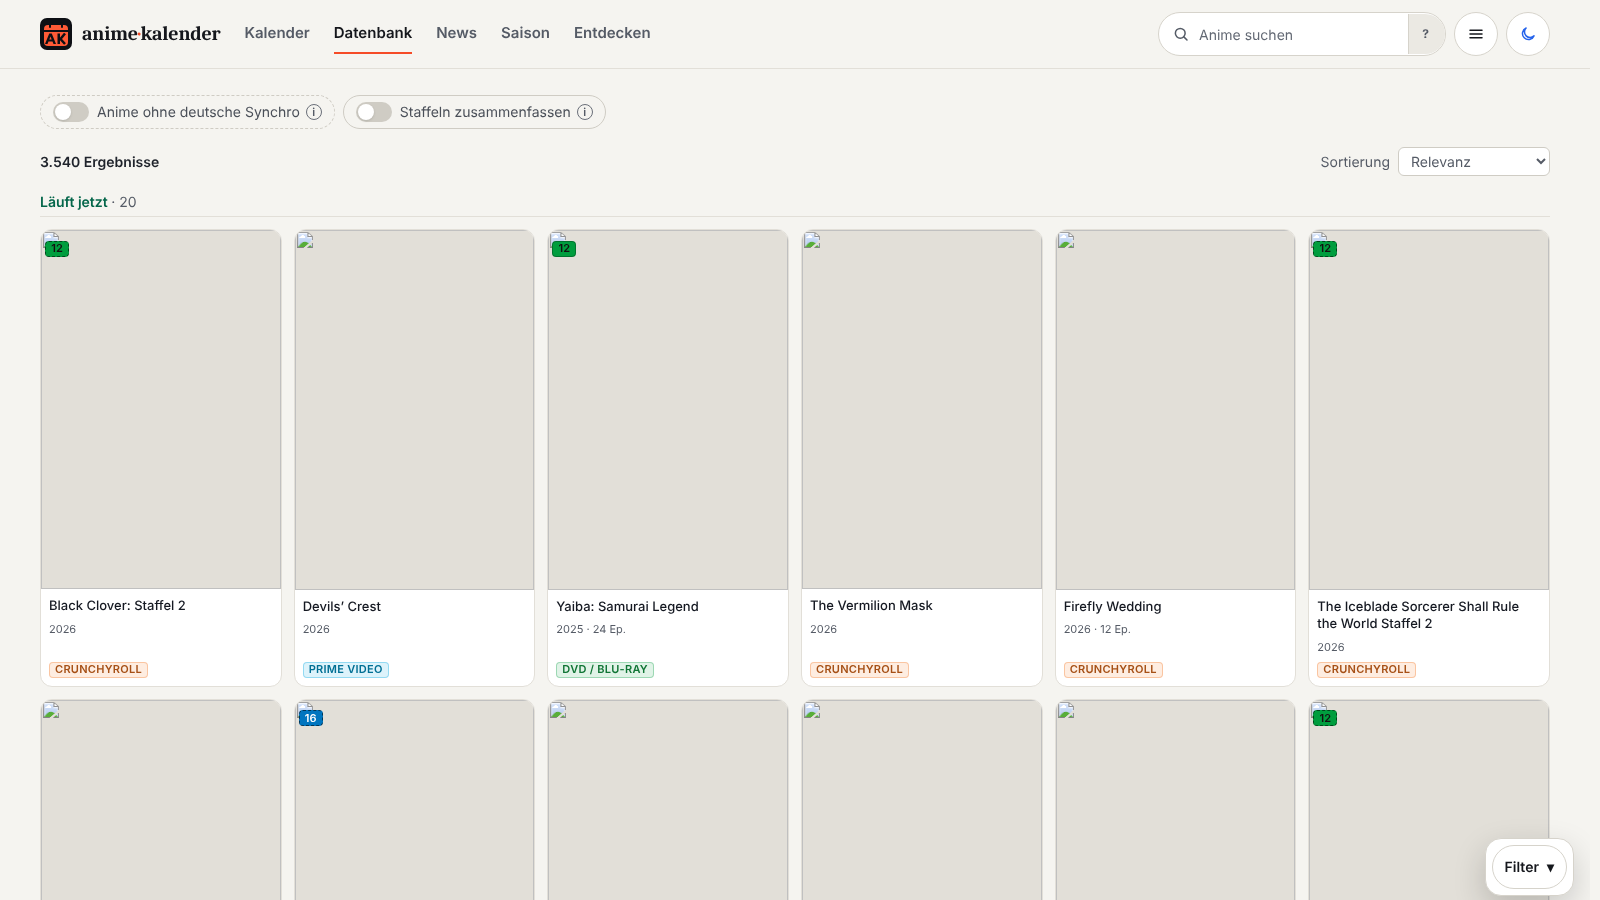 AK anime·kalender Kalender Datenbank News Saison Entdecken Anime suchen ?
Anime ohne deutsche Synchro i Staffeln zusammenfassen i
3.540 Ergebnisse Sortierung Relevanz
Läuft jetzt · 20
12 12 12
Black Clover: Staffel 2
2026
CRUNCHYROLL
Devils’ Crest
2026
PRIME VIDEO
Yaiba: Samurai Legend
2025 · 24 Ep.
DVD / BLU-RAY
The Vermilion Mask
2026
CRUNCHYROLL
Firefly Wedding
2026 · 12 Ep.
CRUNCHYROLL
The Iceblade Sorcerer Shall Rule
the World Staffel 2
2026
CRUNCHYROLL
16 12
Filter ▾